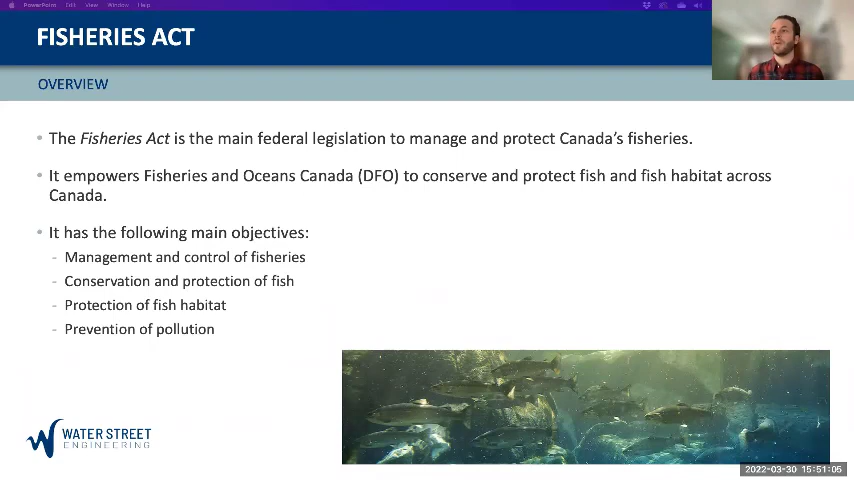 PowerPoint Edit View Window Help
FISHERIES ACT
OVERVIEW
• The Fisheries Act is the main federal legislation to manage and protect Canada's fisheries.
• It empowers Fisheries and Oceans Canada (DFO) to conserve and protect fish and fish habitat across
Canada.
• It has the following main objectives:
- Management and control of fisheries
- Conservation and protection of fish
- Protection of fish habitat
- Prevention of pollution
WATER STREET
ENGINEERING
2022-03-30 15:51:05